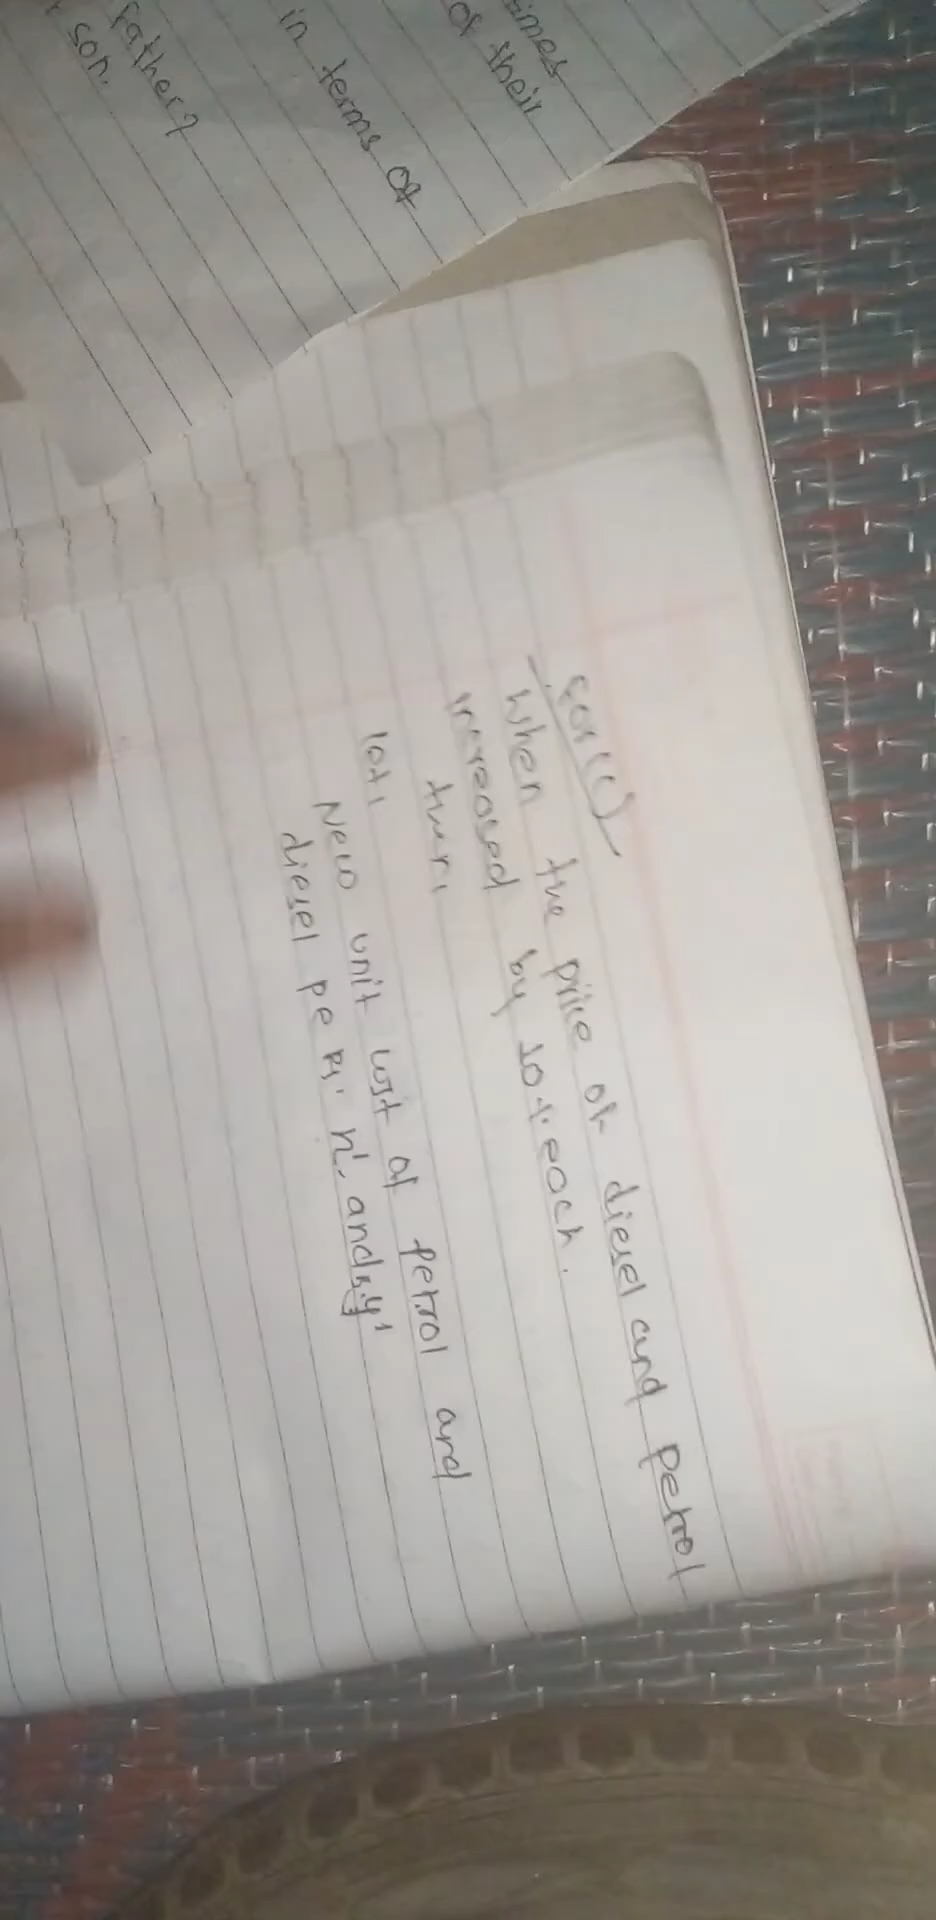 times
of their
in terms of
father?
son.
for(c)
When the price of diesel and petrol
increased by 10% each.
then,
let,
New unit cost of petrol and
diesel be Rs. 'x' and 'y'